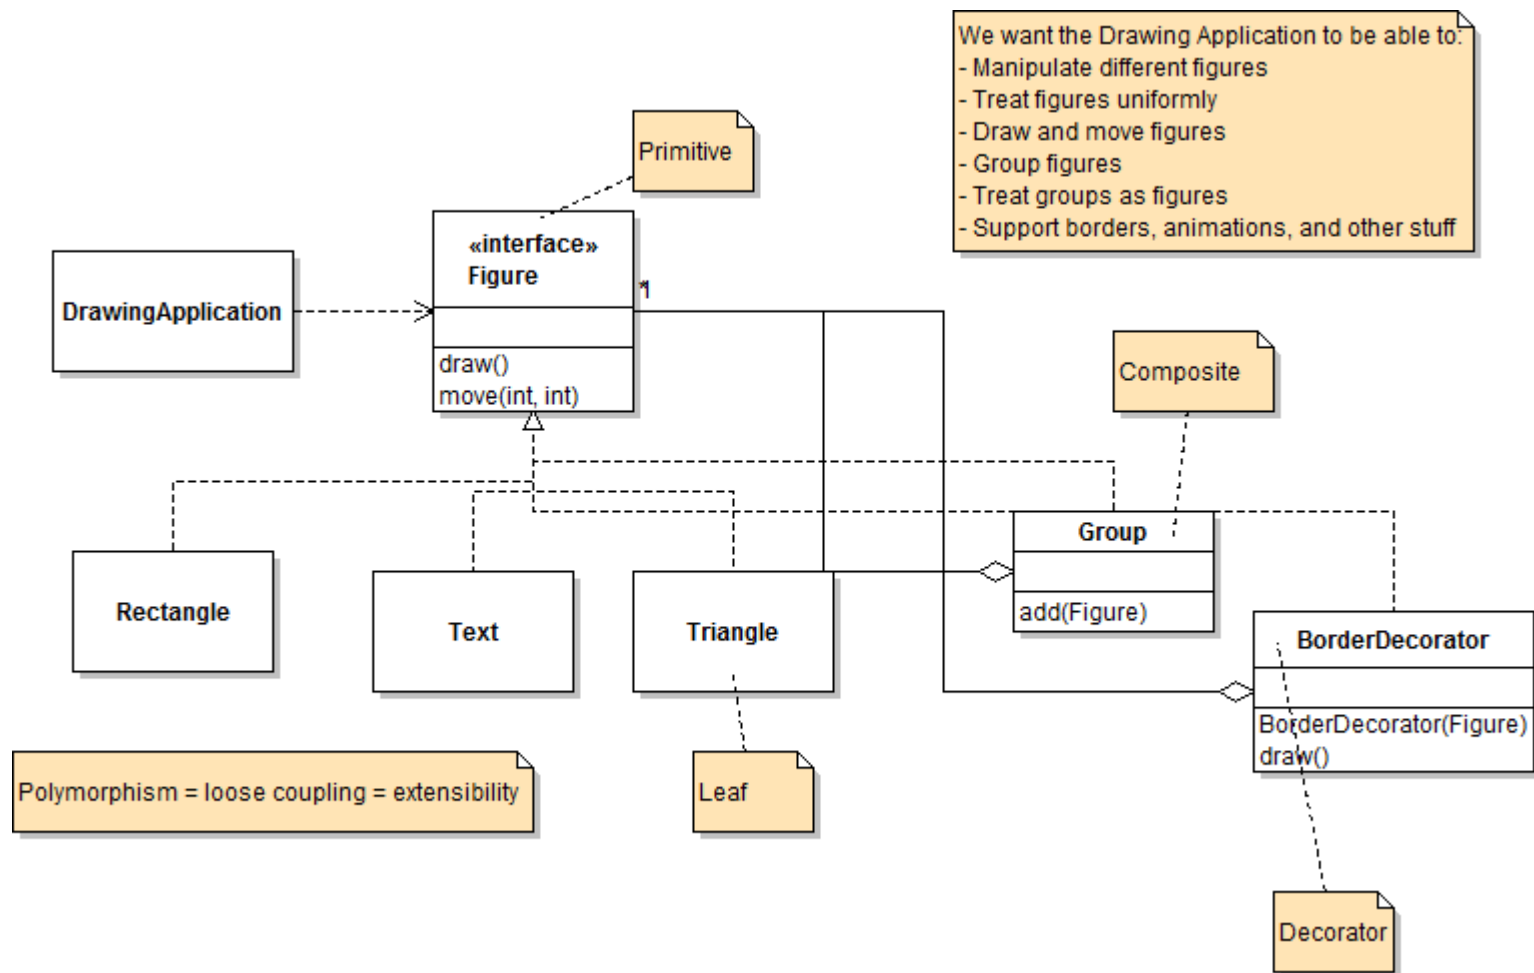 We want the Drawing Application to be able to:
- Manipulate different figures
- Treat figures uniformly
- Draw and move figures
- Group figures
- Treat groups as figures
- Support borders, animations, and other stuff
Primitive
«interface»
Figure
*1
draw()
move(int, int)
DrawingApplication
Composite
Group
add(Figure)
Rectangle
Text
Triangle
BorderDecorator
BorderDecorator(Figure)
draw()
Polymorphism = loose coupling = extensibility
Leaf
Decorator